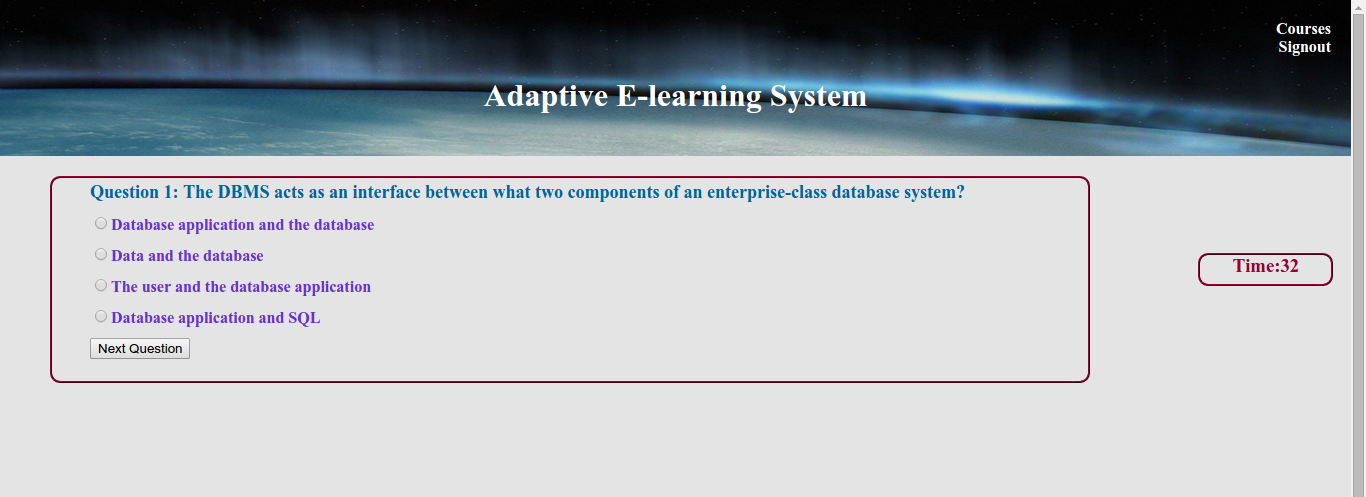 Courses
Signout
Adaptive E-learning System
Question 1: The DBMS acts as an interface between what two components of an enterprise-class database system?
Database application and the database
Data and the database
The user and the database application
Database application and SQL
Next Question
Time:32